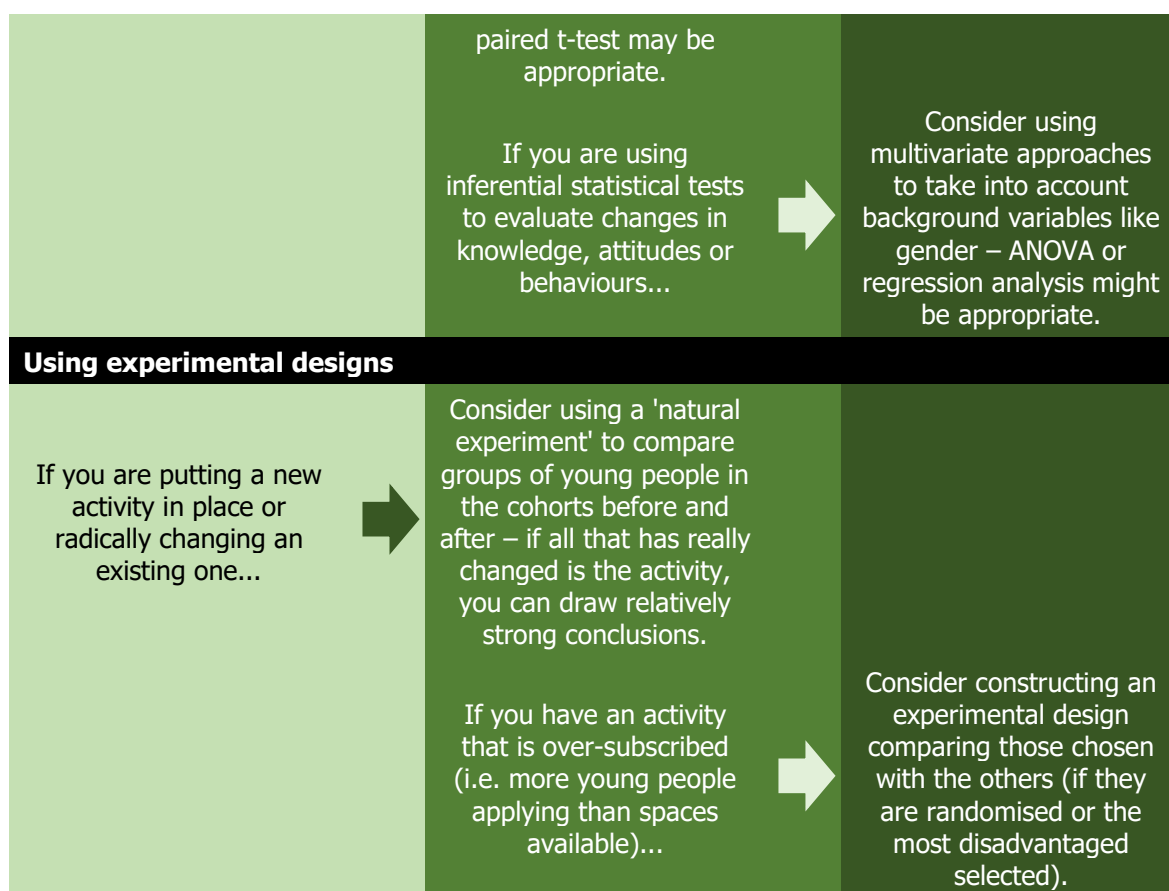 paired t-test may be
appropriate.
If you are using
inferential statistical tests
to evaluate changes in
knowledge, attitudes or
behaviours...
Consider using
multivariate approaches
to take into account
background variables like
gender – ANOVA or
regression analysis might
be appropriate.
Using experimental designs
If you are putting a new
activity in place or
radically changing an
existing one...
Consider using a 'natural
experiment' to compare
groups of young people in
the cohorts before and
after – if all that has really
changed is the activity,
you can draw relatively
strong conclusions.
If you have an activity
that is over-subscribed
(i.e. more young people
applying than spaces
available)...
Consider constructing an
experimental design
comparing those chosen
with the others (if they
are randomised or the
most disadvantaged
selected).